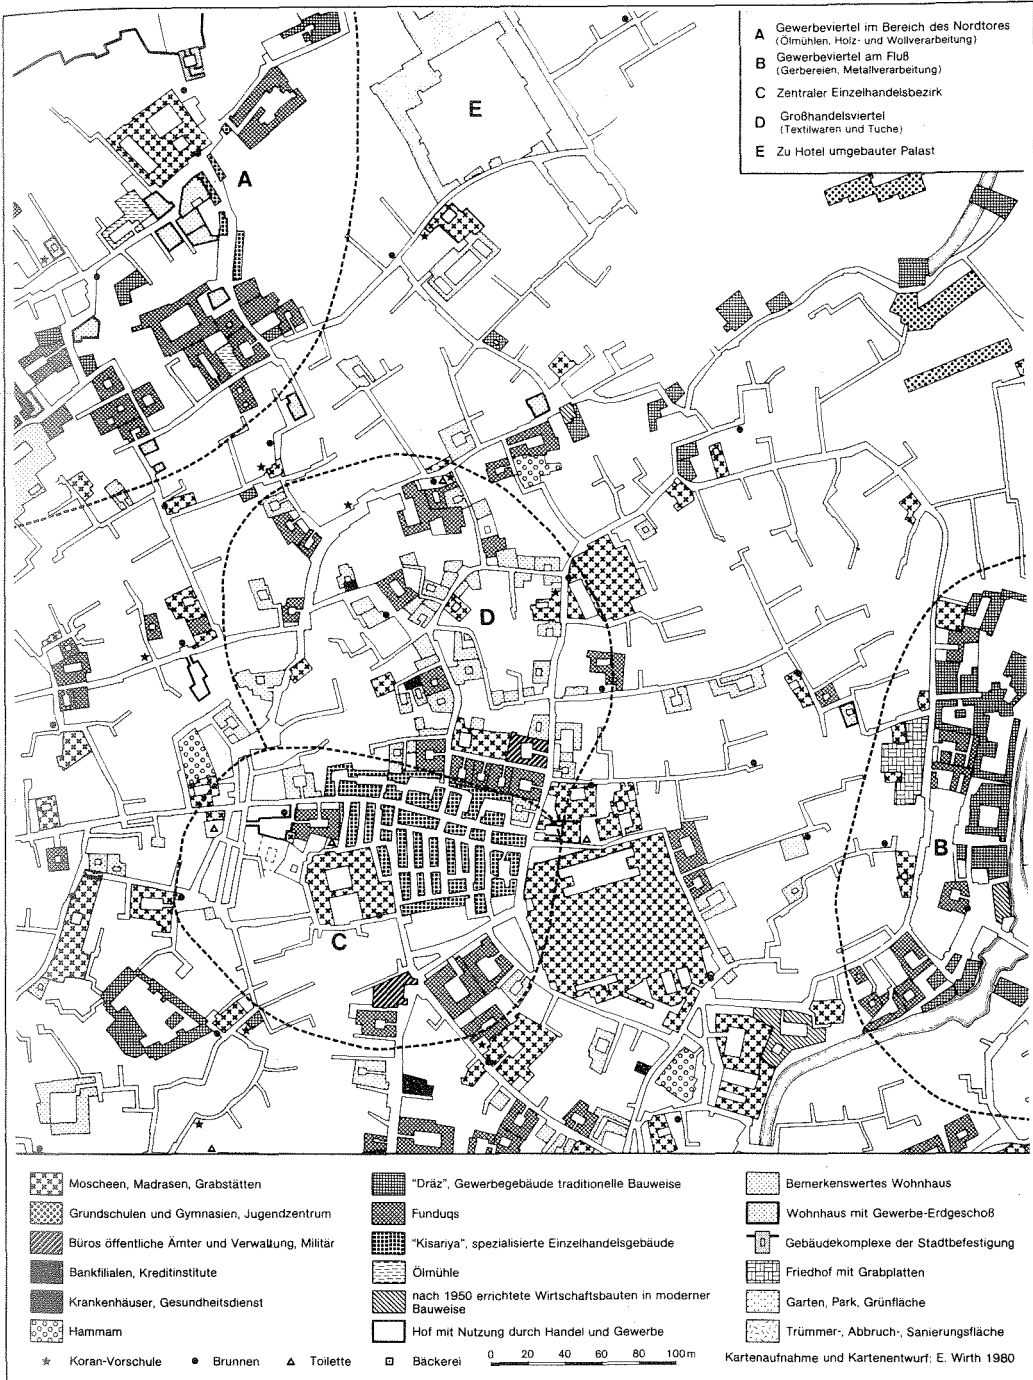 A Gewerbeviertel im Bereich des Nordtores
(Ölmühlen, Holz- und Wollverarbeitung)
B Gewerbeviertel am Fluß
(Gerbereien, Metallverarbeitung)
C Zentraler Einzelhandelsbezirk
D Großhandelsviertel
(Textilwaren und Tuche)
E Zu Hotel umgebauter Palast
E
A
D
B
C
Moscheen, Madrasen, Grabstätten
Grundschulen und Gymnasien, Jugendzentrum
Büros öffentliche Ämter und Verwaltung, Militär
Bankfilialen, Kreditinstitute
Krankenhäuser, Gesundheitsdienst
Hammam
"Drāz", Gewerbegebäude traditionelle Bauweise
Funduqs
"Kisariya", spezialisierte Einzelhandelsgebäude
Ölmühle
nach 1950 errichtete Wirtschaftsbauten in moderner
Bauweise
Hof mit Nutzung durch Handel und Gewerbe
Bemerkenswertes Wohnhaus
Wohnhaus mit Gewerbe-Erdgeschoß
Gebäudekomplexe der Stadtbefestigung
Friedhof mit Grabplatten
Garten, Park, Grünfläche
Trümmer-, Abbruch-, Sanierungsfläche
Koran-Vorschule Brunnen Toilette Bäckerei
0 20 40 60 80 100 m
Kartenaufnahme und Kartenentwurf: E. Wirth 1980